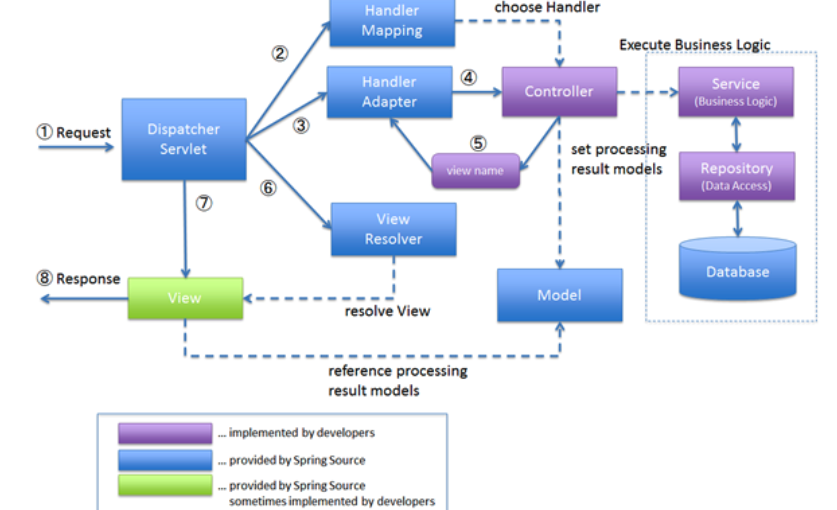 Handler
Mapping
choose Handler
②
Execute Business Logic
Handler
Adapter
④
Controller
Service
(Business Logic)
① Request
Dispatcher
Servlet
③
⑤
view name
set processing
result models
Repository
(Data Access)
⑥
⑦
View
Resolver
⑧ Response
View
resolve View
Model
Database
reference processing
result models
... implemented by developers
... provided by Spring Source
... provided by Spring Source
sometimes implemented by developers